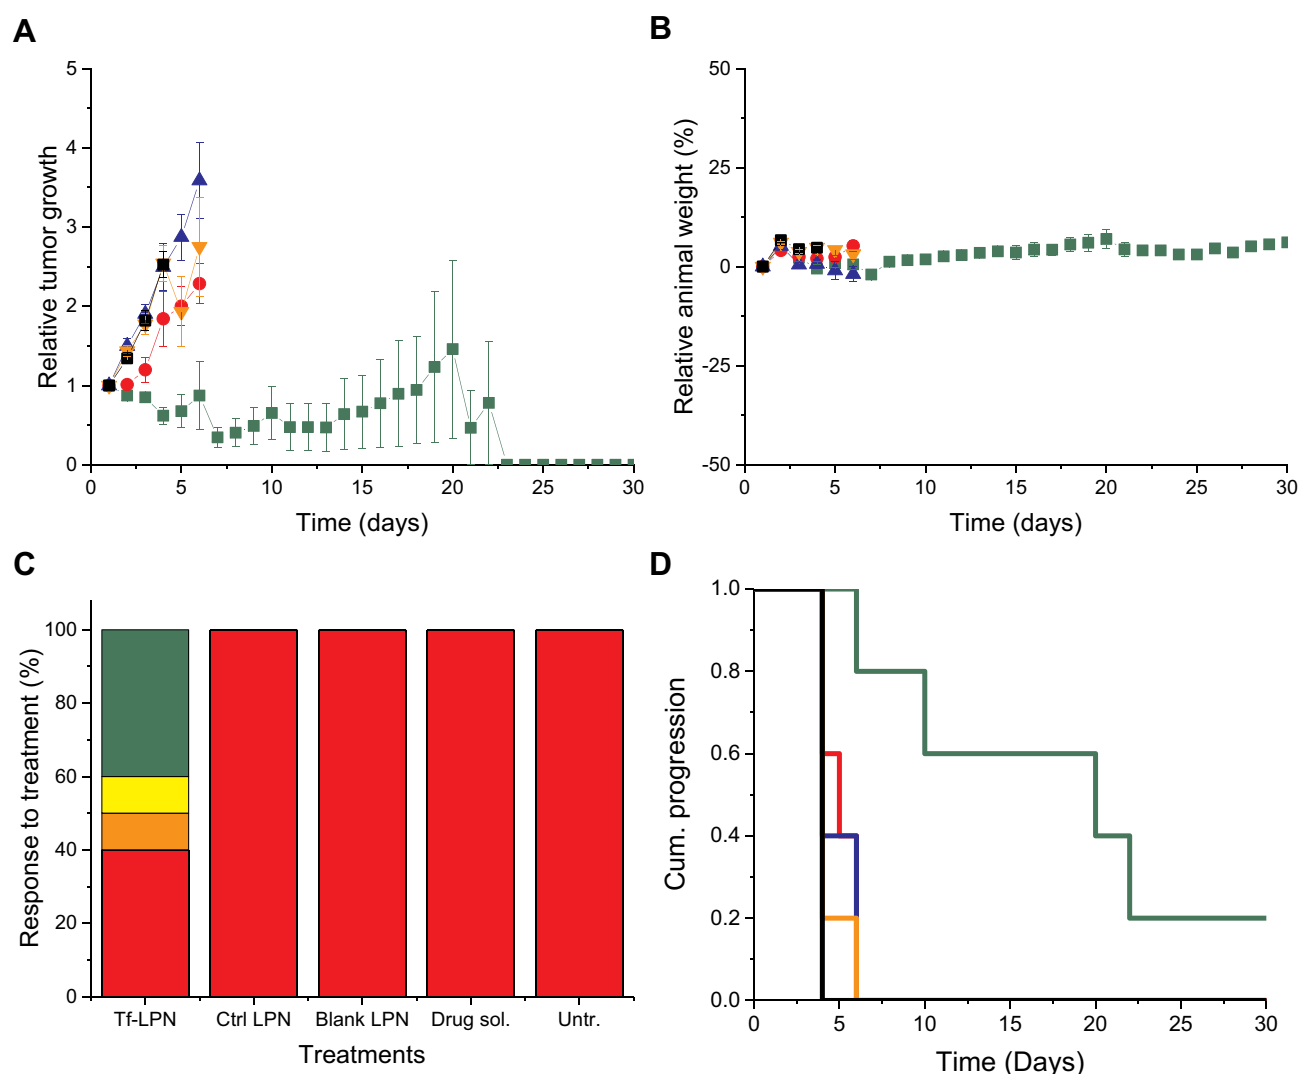 A
5
4
3
2
1
0
Relative tumor growth
0 5 10 15 20 25 30
Time (days)
B
50
25
0
-25
-50
Relative animal weight (%)
0 5 10 15 20 25 30
Time (days)
C
100
80
60
40
20
0
Response to treatment (%)
Tf-LPN Ctrl LPN Blank LPN Drug sol. Untr.
Treatments
D
1.0
0.8
0.6
0.4
0.2
0.0
Cum. progression
0 5 10 15 20 25 30
Time (Days)